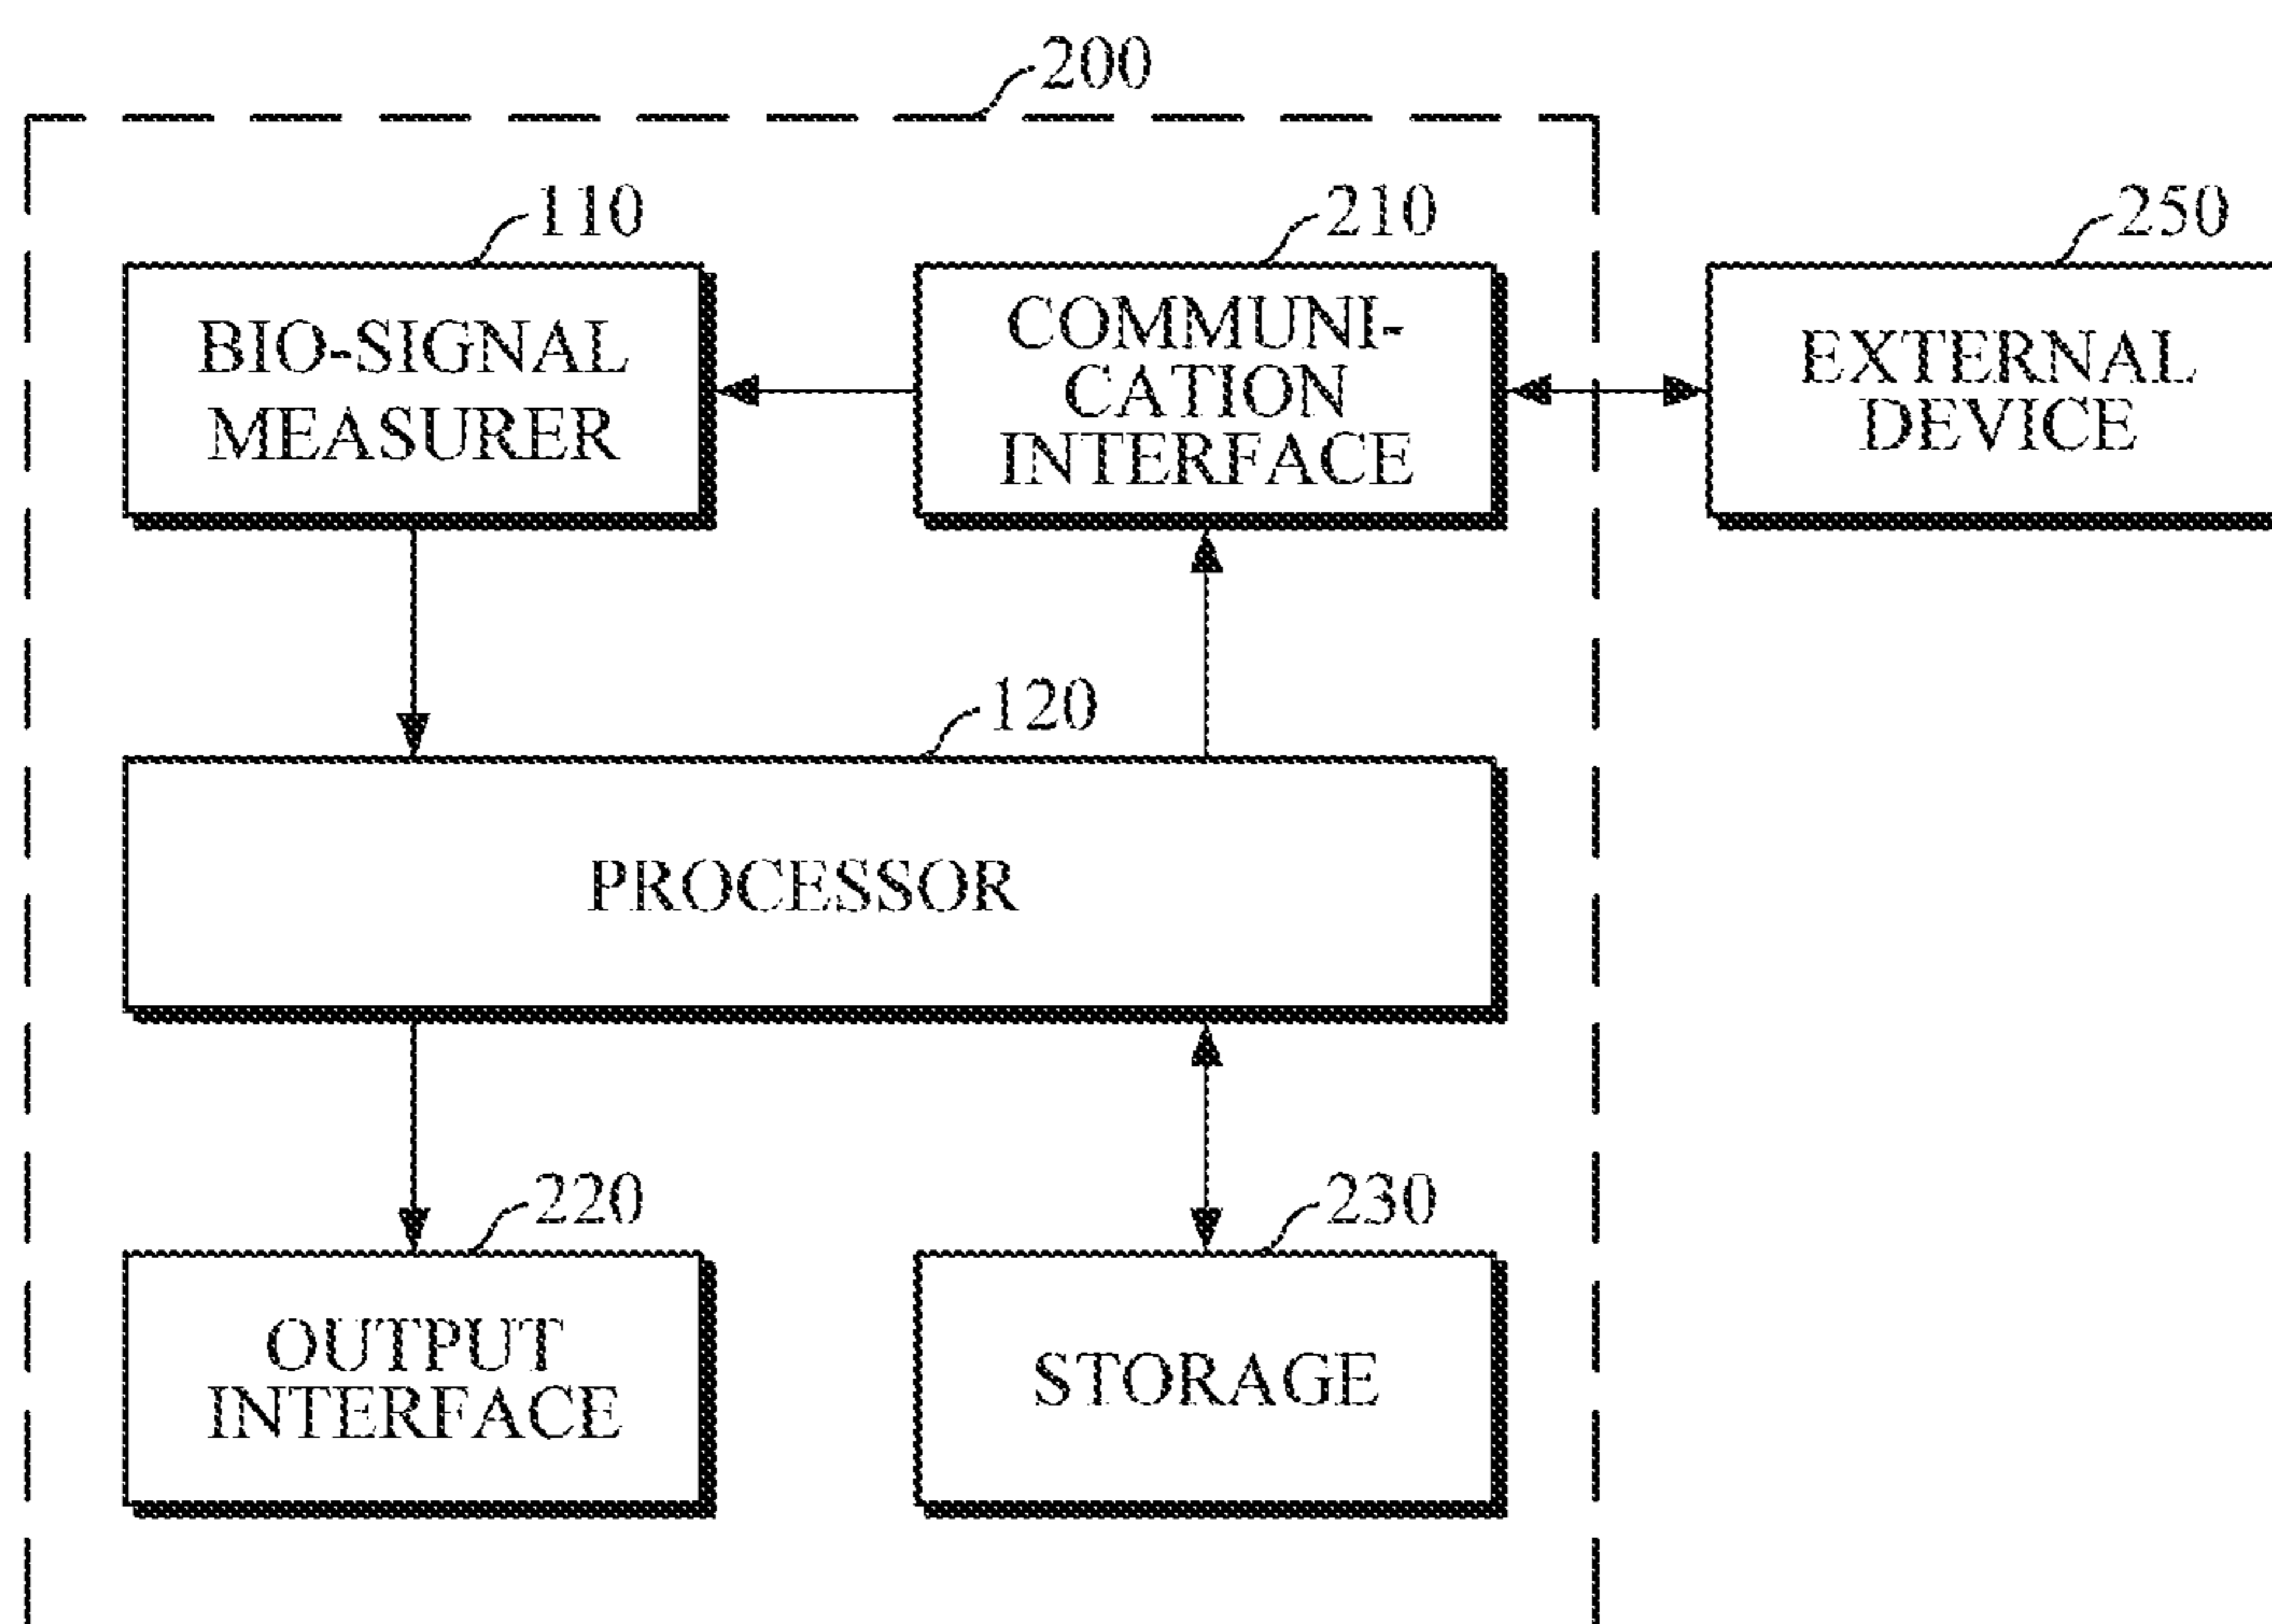 200
110
210
250
BIO-SIGNAL
MEASURER
COMMUNI-
CATION
INTERFACE
EXTERNAL
DEVICE
120
PROCESSOR
220
230
OUTPUT
INTERFACE
STORAGE